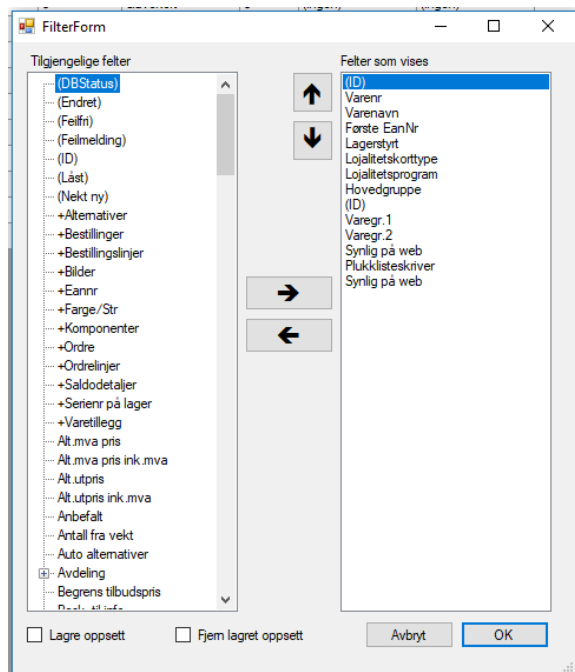 (ingen)
(ingen)
FilterForm
Tilgjengelige felter
(DBStatus)
(Endret)
(Feilfri)
(Feilmelding)
(ID)
(Låst)
(Nekt ny)
+Alternativer
+Bestillinger
+Bestillingslinjer
+Bilder
+Eannr
+Farge/Str
+Komponenter
+Ordre
+Ordrelinjer
+Saldodetaljer
+Serienr på lager
+Varetillegg
Alt.mva pris
Alt.mva pris ink.mva
Alt.utpris
Alt.utpris ink.mva
Anbefalt
Antall fra vekt
Auto alternativer
Avdeling
Begrens tilbudspris
Felter som vises
(ID)
Varenr
Varenavn
Første EanNr
Lagerstyrt
Lojalitetskorttype
Lojalitetsprogram
Hovedgruppe
(ID)
Varegr.1
Varegr.2
Synlig på web
Plukklisteskriver
Synlig på web
Lagre oppsett
Fjern lagret oppsett
Avbryt
OK